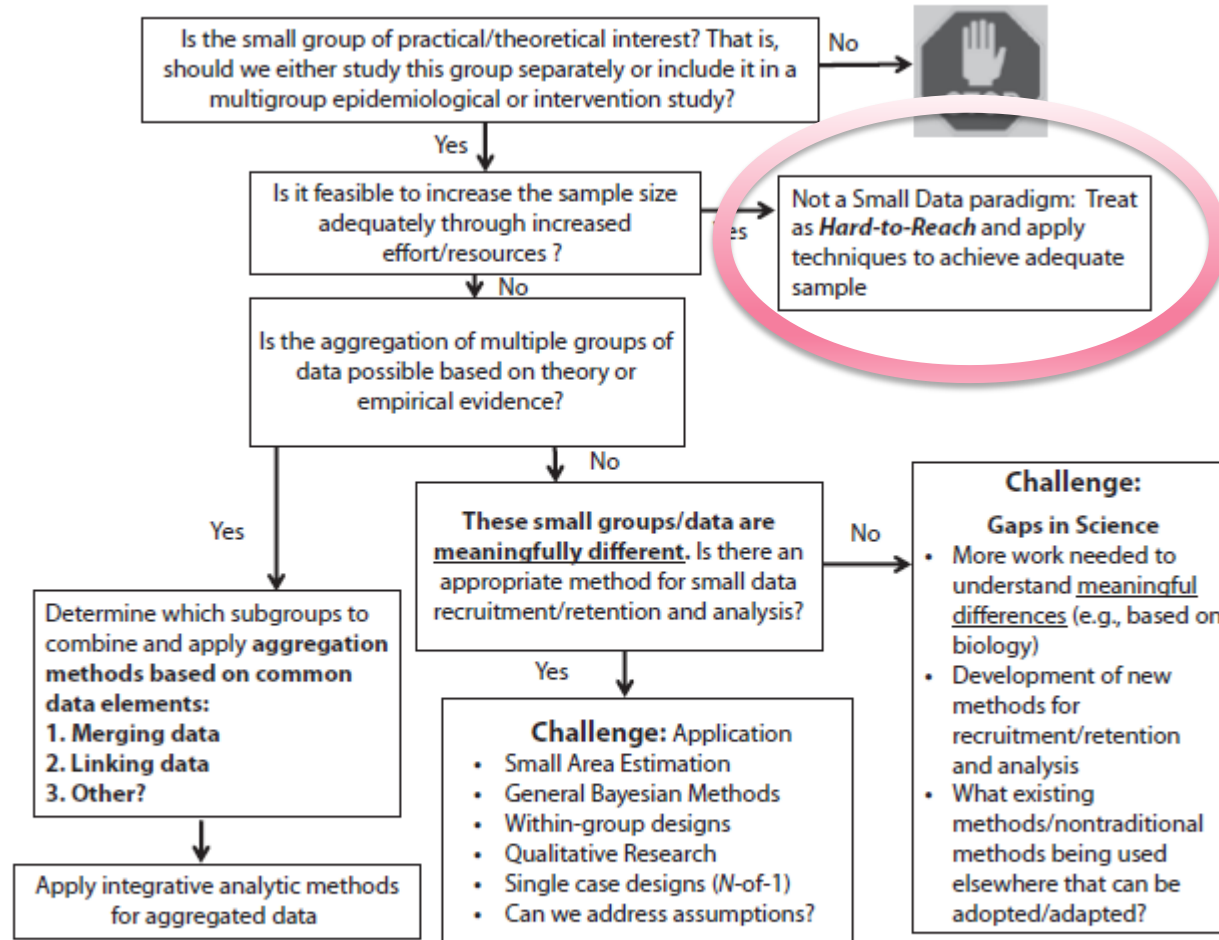 Is the small group of practical/theoretical interest? That is,
should we either study this group separately or include it in a
multigroup epidemiological or intervention study?
No
Yes
Is it feasible to increase the sample size
adequately through increased
effort/resources ?
Yes
Not a Small Data paradigm: Treat
as Hard-to-Reach and apply
techniques to achieve adequate
sample
No
Is the aggregation of multiple groups of
data possible based on theory or
empirical evidence?
Yes
Determine which subgroups to
combine and apply aggregation
methods based on common
data elements:
1. Merging data
2. Linking data
3. Other?
Apply integrative analytic methods
for aggregated data
No
These small groups/data are
meaningfully different. Is there an
appropriate method for small data
recruitment/retention and analysis?
Yes
Challenge: Application
• Small Area Estimation
• General Bayesian Methods
• Within-group designs
• Qualitative Research
• Single case designs (N-of-1)
• Can we address assumptions?
No
Challenge:
Gaps in Science
• More work needed to
understand meaningful
differences (e.g., based on
biology)
• Development of new
methods for
recruitment/retention
and analysis
• What existing
methods/nontraditional
methods being used
elsewhere that can be
adopted/adapted?